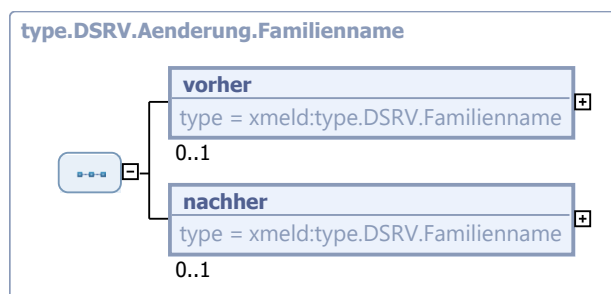 type.DSRV.Aenderung.Familienname
vorher
type = xmeld:type.DSRV.Familienname
0..1
nachher
type = xmeld:type.DSRV.Familienname
0..1